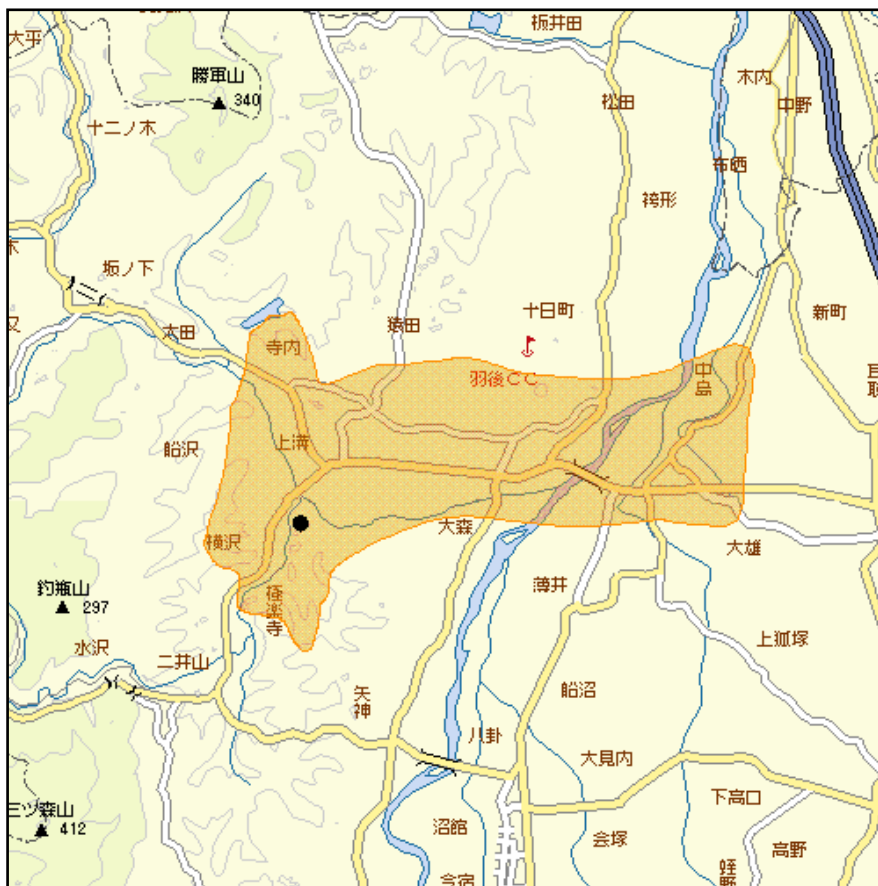 大平
板井田
勝軍山
340
木内
中野
松田
十二ノ木
布晒
袴形
木
坂ノ下
又
太田
猿田
十日町
新町
寺内
羽後CC
中島
船沢
上溝
大森
横沢
大雄
薄井
釣瓶山
297
極楽寺
水沢
二井山
上狐塚
船沼
矢神
八卦
大見内
下高口
三ツ森山
412
沼館
会塚
高野
今宿